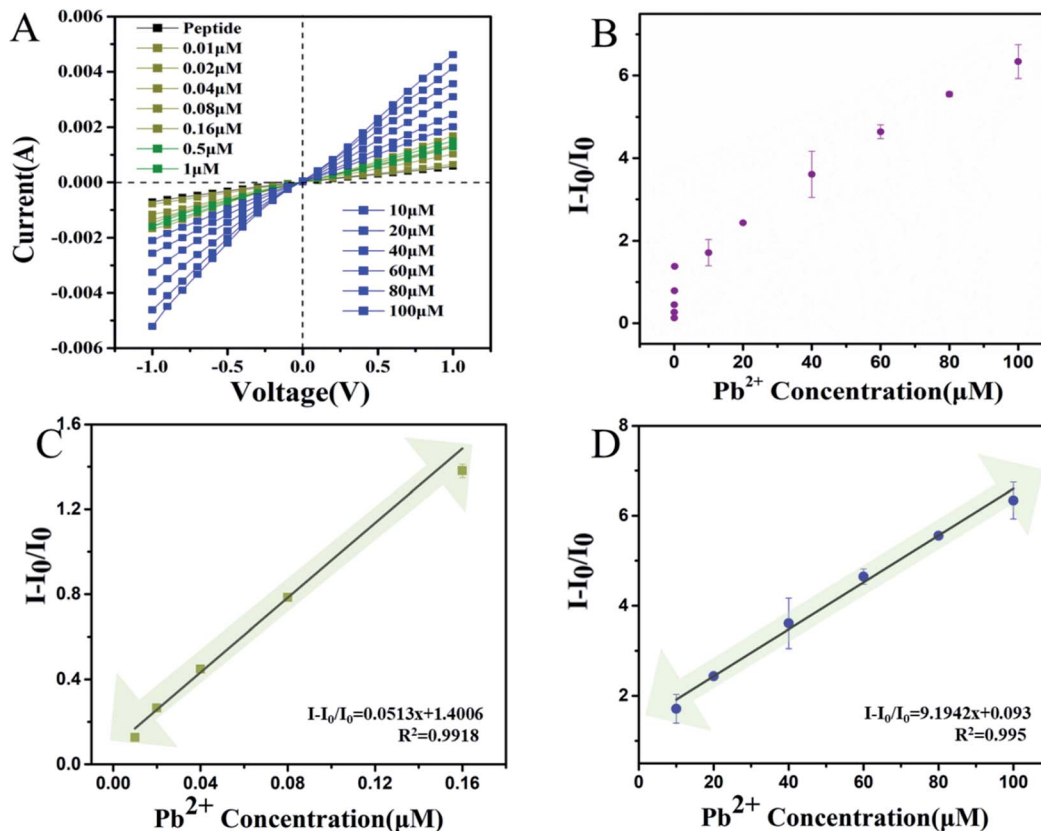 A
0.006
0.004
0.002
0.000
-0.002
-0.004
-0.006
Current(A)
Peptide
0.01μM
0.02μM
0.04μM
0.08μM
0.16μM
0.5μM
1μM
10μM
20μM
40μM
60μM
80μM
100μM
-1.0 -0.5 0.0 0.5 1.0
Voltage(V)
B
6
4
2
0
I-I0/I0
0 20 40 60 80 100
Pb2+ Concentration(μM)
C
1.6
1.2
0.8
0.4
0.0
I-I0/I0
I-I0/I0=0.0513x+1.4006
R2=0.9918
0.00 0.04 0.08 0.12 0.16
Pb2+ Concentration(μM)
D
8
6
4
2
I-I0/I0
I-I0/I0=9.1942x+0.093
R2=0.995
0 20 40 60 80 100
Pb2+ Concentration(μM)